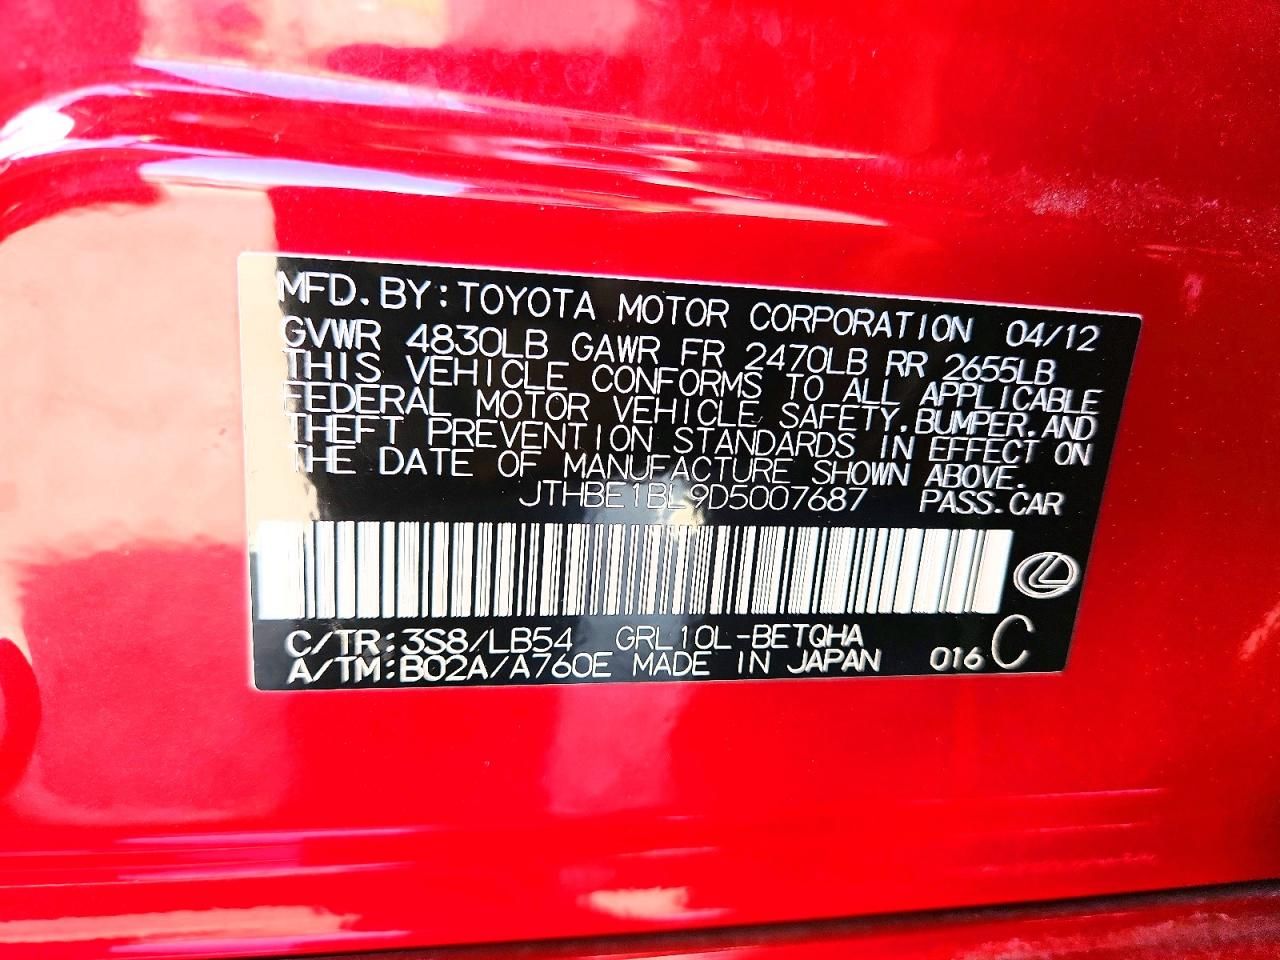 MFD.BY:TOYOTA MOTOR CORPORATION 04/12
GVWR 4830LB GAWR FR 2470LB RR 2655LB
THIS VEHICLE CONFORMS TO ALL APPLICABLE
FEDERAL MOTOR VEHICLE SAFETY.BUMPER.AND
THEFT PREVENTION STANDARDS IN EFFECT ON
THE DATE OF MANUFACTURE SHOWN ABOVE.
JTHBE1BL9D5007687 PASS.CAR
C/TR:3S8/LB54 GRL10L-BETQHA
A/TM:B02A/A760E MADE IN JAPAN 016 C